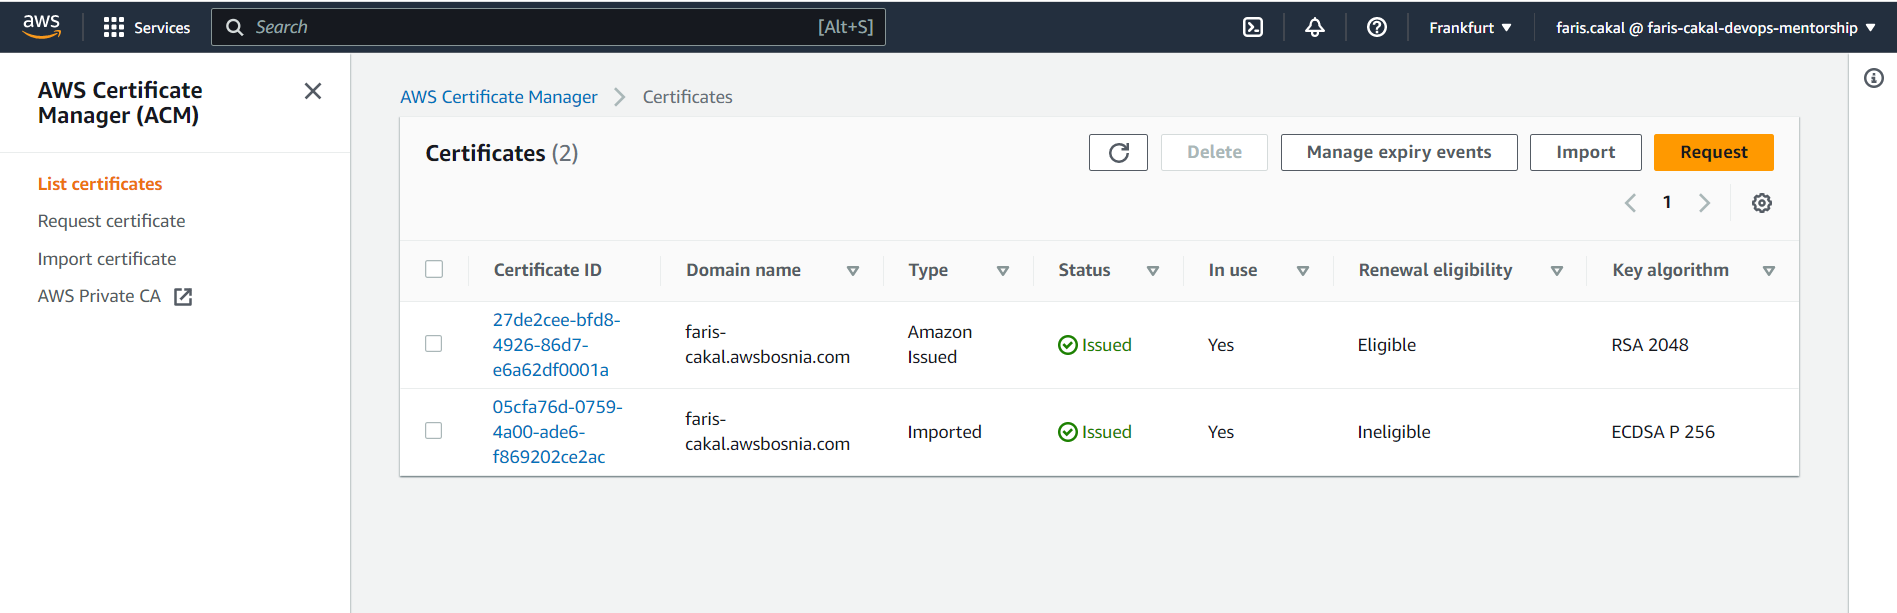 aws Services Search [Alt+S] Frankfurt faris.cakal @ faris-cakal-devops-mentorship
AWS Certificate
Manager (ACM)
List certificates
Request certificate
Import certificate
AWS Private CA
AWS Certificate Manager Certificates
Certificates (2) Delete Manage expiry events Import Request
1
Certificate ID Domain name Type Status In use Renewal eligibility Key algorithm
27de2cee-bfd8-
4926-86d7-
e6a62df0001a
faris-
cakal.awsbosnia.com
Amazon
Issued
Issued
Yes
Eligible
RSA 2048
05cfa76d-0759-
4a00-ade6-
f869202ce2ac
faris-
cakal.awsbosnia.com
Imported
Issued
Yes
Ineligible
ECDSA P 256